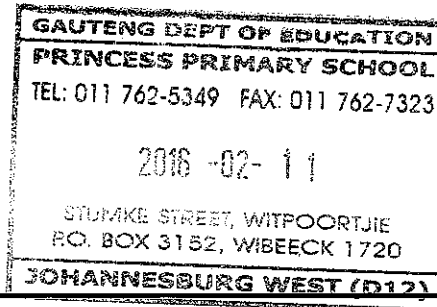 GAUTENG DEPT OF EDUCATION
PRINCESS PRIMARY SCHOOL
TEL: 011 762-5349 FAX: 011 762-7323
2016 -02- 11
STUMKE STREET, WITPOORTJIE
P.O. BOX 3152, WIBEECK 1720
JOHANNESBURG WEST (D12)